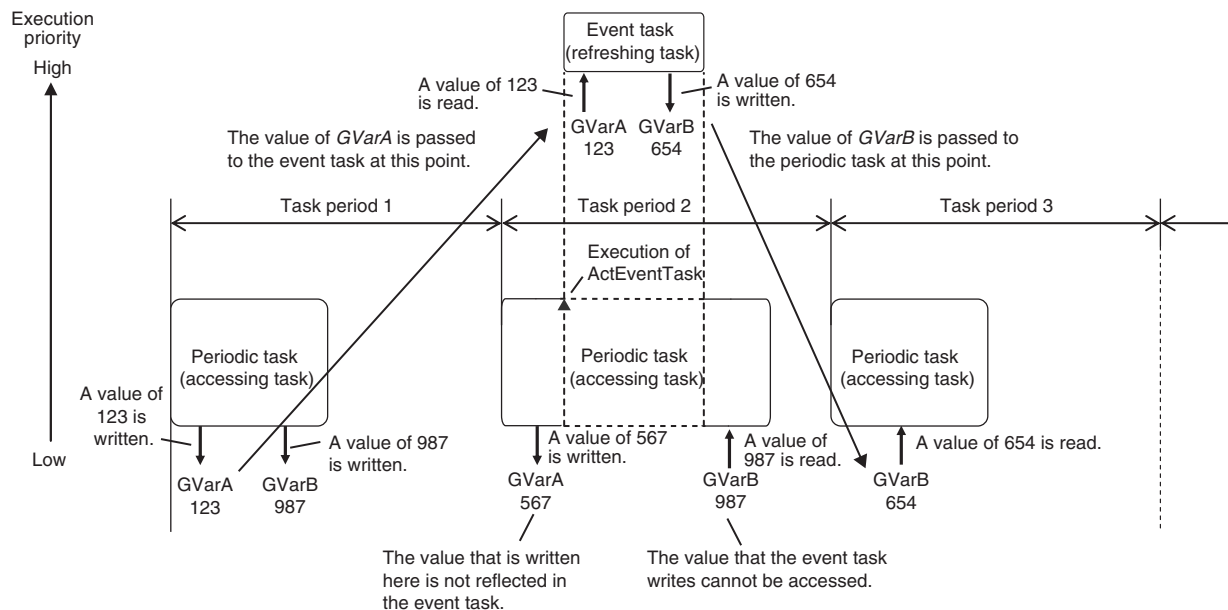 Execution
priority
High
Low
Event task
(refreshing task)
A value of 123
is read.
A value of 654
is written.
GVarA
123
GVarB
654
The value of GVarA is passed
to the event task at this point.
The value of GVarB is passed to
the periodic task at this point.
Task period 1
Task period 2
Task period 3
Execution of
ActEventTask
Periodic task
(accessing task)
Periodic task
(accessing task)
Periodic task
(accessing task)
A value of
123 is
written.
A value of 987
is written.
A value of 567
is written.
A value of
987 is read.
A value of 654 is read.
GVarA
123
GVarB
987
GVarA
567
GVarB
987
GVarB
654
The value that is written
here is not reflected in
the event task.
The value that the event task
writes cannot be accessed.